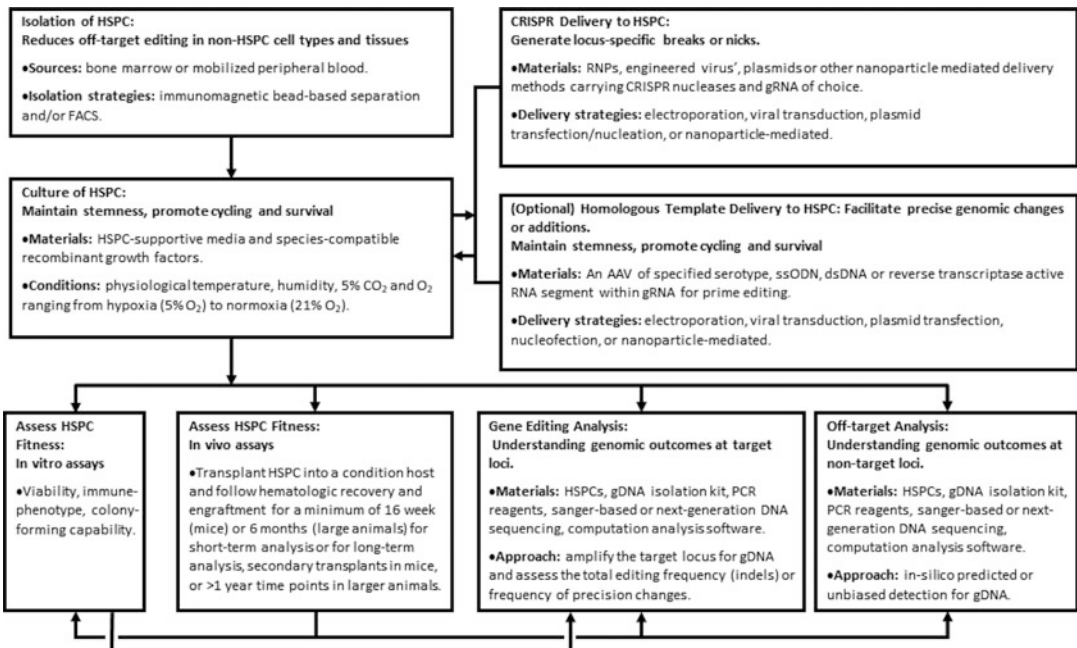 Isolation of HSPC:
Reduces off-target editing in non-HSPC cell types and tissues
•Sources: bone marrow or mobilized peripheral blood.
•Isolation strategies: immunomagnetic bead-based separation
and/or FACS.
CRISPR Delivery to HSPC:
Generate locus-specific breaks or nicks.
•Materials: RNPs, engineered virus’, plasmids or other nanoparticle mediated delivery
methods carrying CRISPR nucleases and gRNA of choice.
•Delivery strategies: electroporation, viral transduction, plasmid
transfection/nucleation, or nanoparticle-mediated.
Culture of HSPC:
Maintain stemness, promote cycling and survival
•Materials: HSPC-supportive media and species-compatible
recombinant growth factors.
•Conditions: physiological temperature, humidity, 5% CO₂ and O₂
ranging from hypoxia (5% O₂) to normoxia (21% O₂).
(Optional) Homologous Template Delivery to HSPC: Facilitate precise genomic changes
or additions.
Maintain stemness, promote cycling and survival
•Materials: An AAV of specified serotype, ssODN, dsDNA or reverse transcriptase active
RNA segment within gRNA for prime editing.
•Delivery strategies: electroporation, viral transduction, plasmid transfection,
nucleofection, or nanoparticle-mediated.
Assess HSPC
Fitness:
In vitro assays
•Viability, immune-
phenotype, colony-
forming capability.
Assess HSPC Fitness:
In vivo assays
•Transplant HSPC into a condition host
and follow hematologic recovery and
engraftment for a minimum of 16 week
(mice) or 6 months (large animals) for
short-term analysis or for long-term
analysis, secondary transplants in mice,
or >1 year time points in larger animals.
Gene Editing Analysis:
Understanding genomic outcomes at target
loci.
•Materials: HSPCs, gDNA isolation kit, PCR
reagents, sanger-based or next-generation DNA
sequencing, computation analysis software.
•Approach: amplify the target locus for gDNA
and assess the total editing frequency (indels) or
frequency of precision changes.
Off-target Analysis:
Understanding genomic outcomes at
non-target loci.
•Materials: HSPCs, gDNA isolation kit,
PCR reagents, sanger-based or next-
generation DNA sequencing,
computation analysis software.
•Approach: in-silico predicted or
unbiased detection for gDNA.